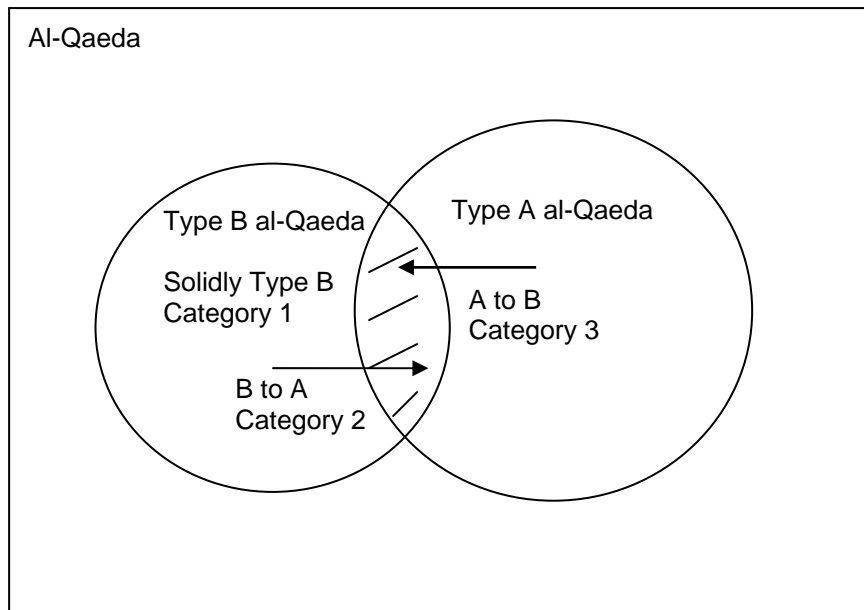 Al-Qaeda
Type B al-Qaeda
Type A al-Qaeda
Solidly Type B
Category 1
A to B
Category 3
B to A
Category 2